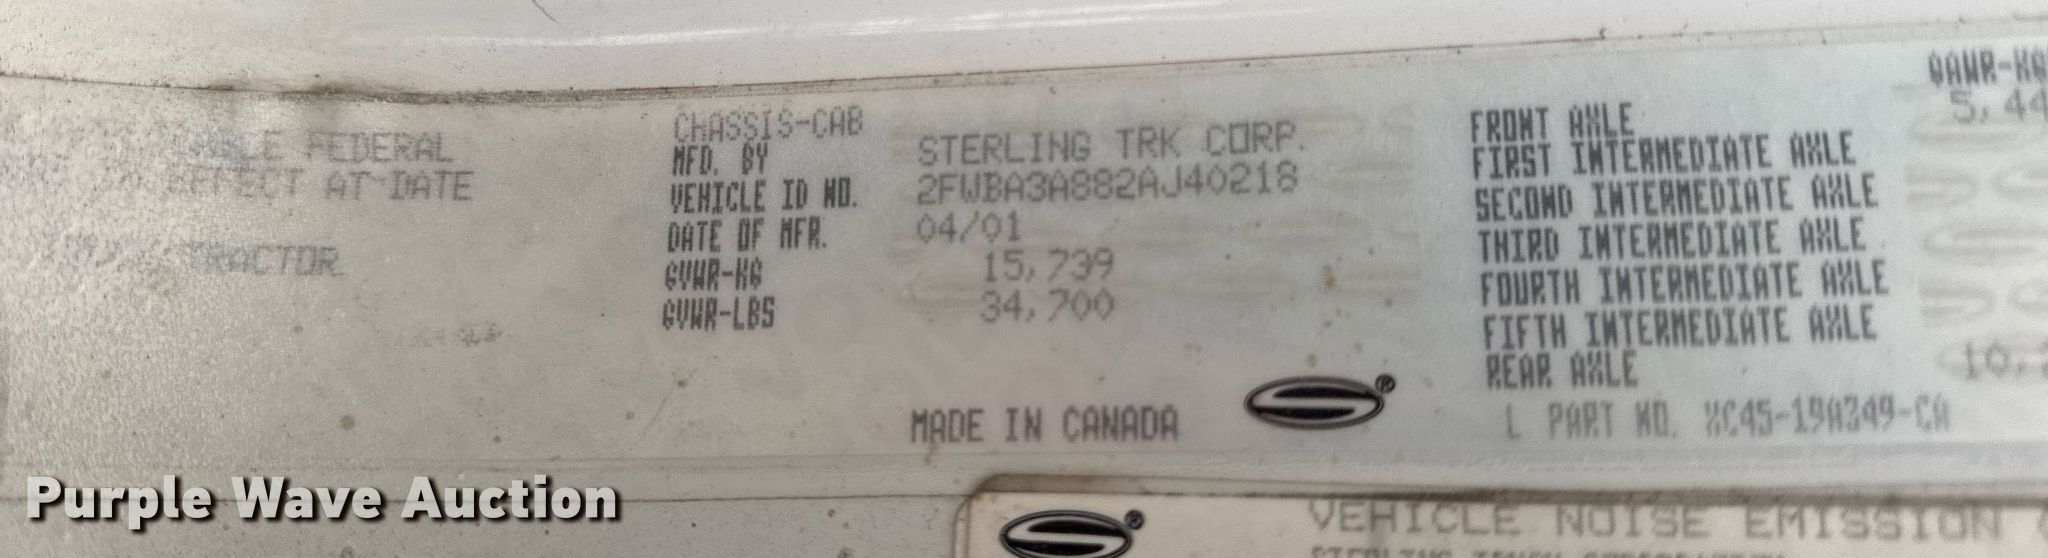 FEDERAL
EFFECT AT DATE
TRACTOR
CHASSIS-CAB
MFD. BY STERLING TRK CORP.
VEHICLE ID NO. 2FWBA3A882AJ40218
DATE OF MFR. 04/01
GVWR-KG 15,739
GVWR-LBS 34,700
MADE IN CANADA
GAWR-KG
FRONT AXLE 5,44
FIRST INTERMEDIATE AXLE
SECOND INTERMEDIATE AXLE
THIRD INTERMEDIATE AXLE
FOURTH INTERMEDIATE AXLE
FIFTH INTERMEDIATE AXLE
REAR AXLE 10,2
L PART NO. XC45-19A349-CA
VEHICLE NOISE EMISSION
Purple Wave Auction